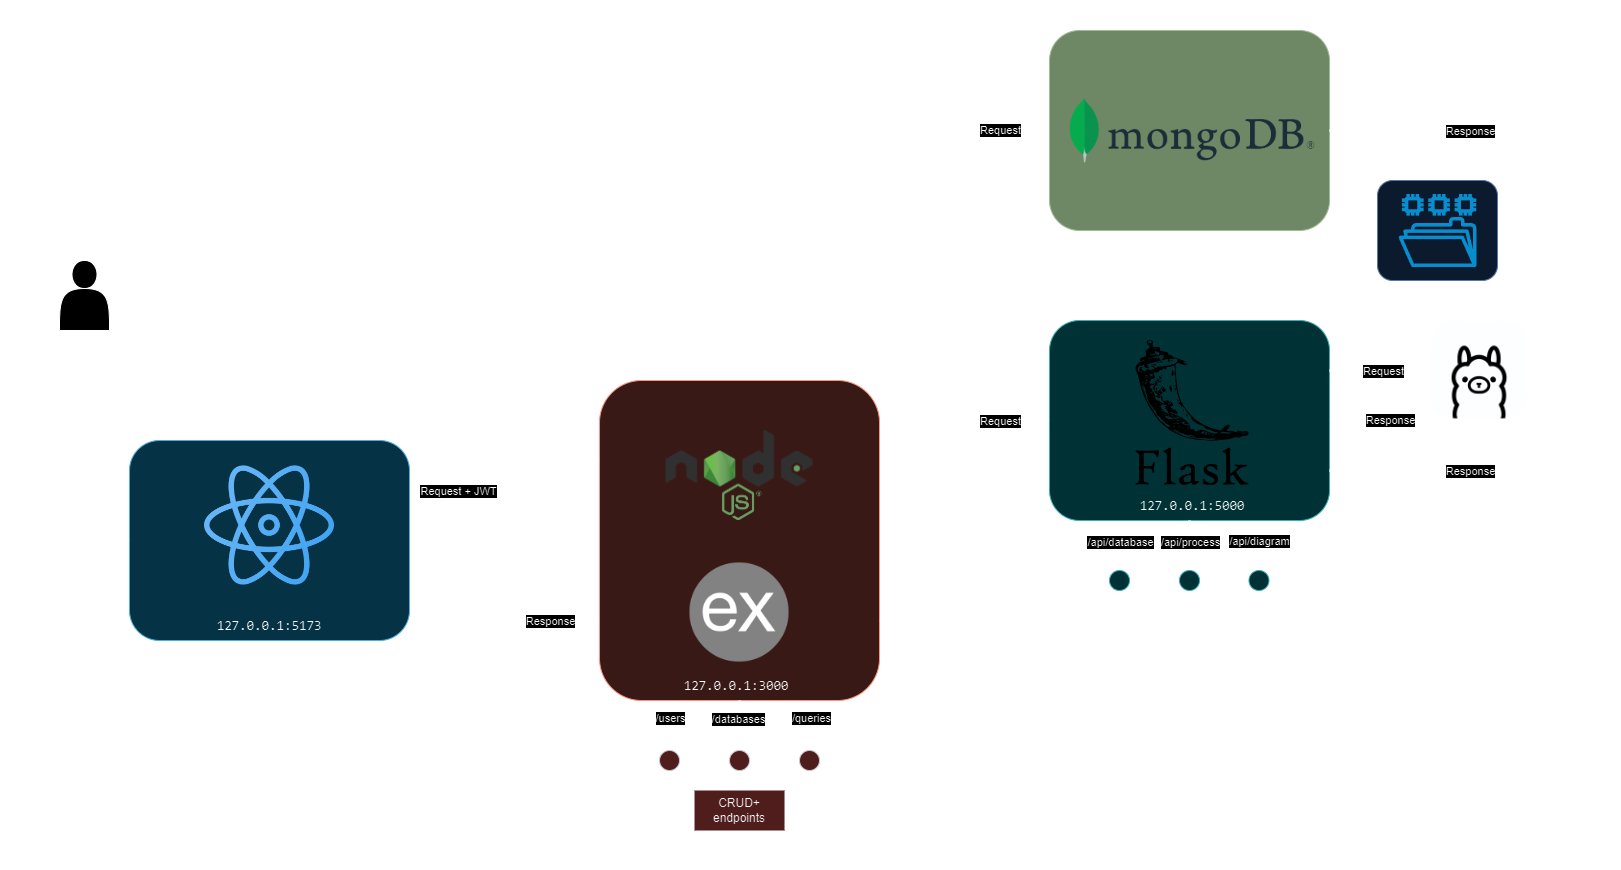 Request
mongoDB®
Response
Request
Flask
127.0.0.1:5000
Request
Response
Response
/api/database
/api/process
/api/diagram
Request + JWT
127.0.0.1:5173
Response
node
JS®
ex
127.0.0.1:3000
/users
/databases
/queries
CRUD+
endpoints